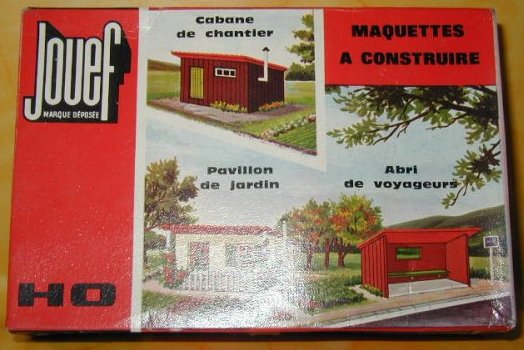 Jouef
MARQUE DÉPOSÉE
Cabane
de chantier
MAQUETTES
A CONSTRUIRE
Pavillon
de jardin
Abri
de voyageurs
HO